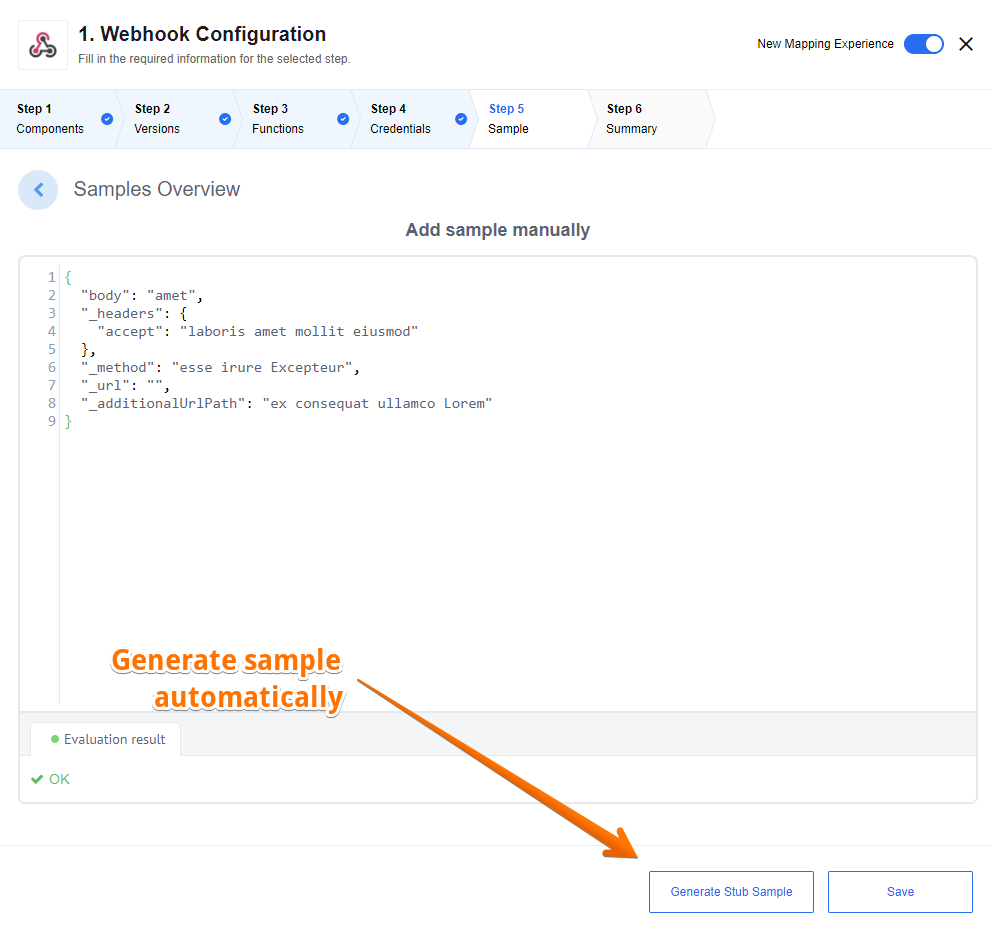 1. Webhook Configuration
Fill in the required information for the selected step.
New Mapping Experience
Step 1
Components
Step 2
Versions
Step 3
Functions
Step 4
Credentials
Step 5
Sample
Step 6
Summary
Samples Overview
Add sample manually
1 {
2   "body": "amet",
3   "_headers": {
4     "accept": "laboris amet mollit eiusmod"
5   },
6   "_method": "esse irure Excepteur",
7   "_url": "",
8   "_additionalUrlPath": "ex consequat ullamco Lorem"
9 }
Generate sample
automatically
Evaluation result
OK
Generate Stub Sample
Save